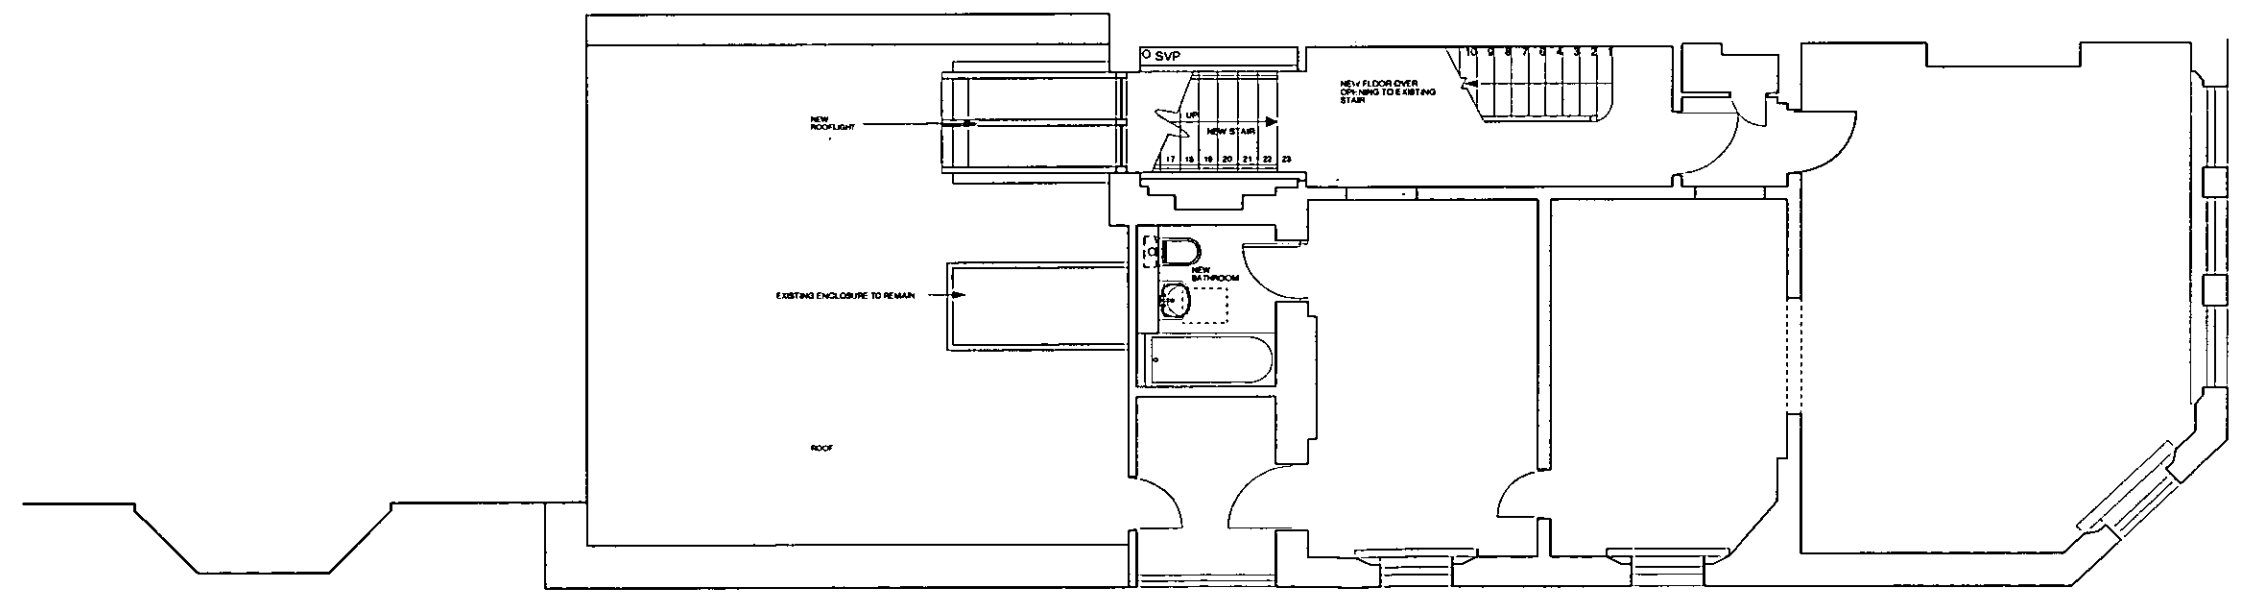 SVP
10 9 8 7 6 5 4 3 2 1
NEW FLOOR OVER
OPENING TO EXISTING
STAIR
NEW
ROOFLIGHT
UP
NEW STAIR
17 18 19 20 21 22 23
NEW
BATHROOM
EXISTING ENCLOSURE TO REMAIN
ROOF